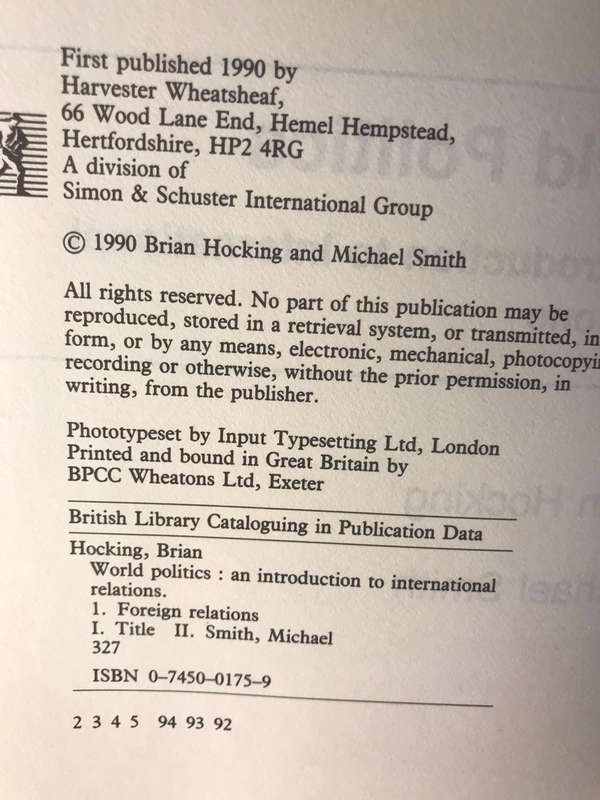 First published 1990 by
Harvester Wheatsheaf,
66 Wood Lane End, Hemel Hempstead,
Hertfordshire, HP2 4RG
A division of
Simon & Schuster International Group
© 1990 Brian Hocking and Michael Smith
All rights reserved. No part of this publication may be
reproduced, stored in a retrieval system, or transmitted, in
form, or by any means, electronic, mechanical, photocopyin
recording or otherwise, without the prior permission, in
writing, from the publisher.
Phototypeset by Input Typesetting Ltd, London
Printed and bound in Great Britain by
BPCC Wheatons Ltd, Exeter
British Library Cataloguing in Publication Data
Hocking, Brian
World politics : an introduction to international
relations.
1. Foreign relations
I. Title II. Smith, Michael
327
ISBN 0–7450–0175–9
2 3 4 5 94 93 92